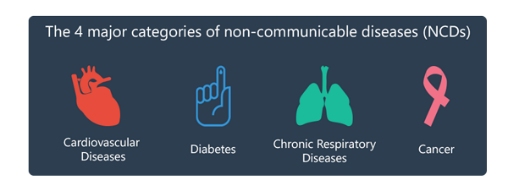 The 4 major categories of non-communicable diseases (NCDs)
Cardiovascular
Diseases
Diabetes
Chronic Respiratory
Diseases
Cancer